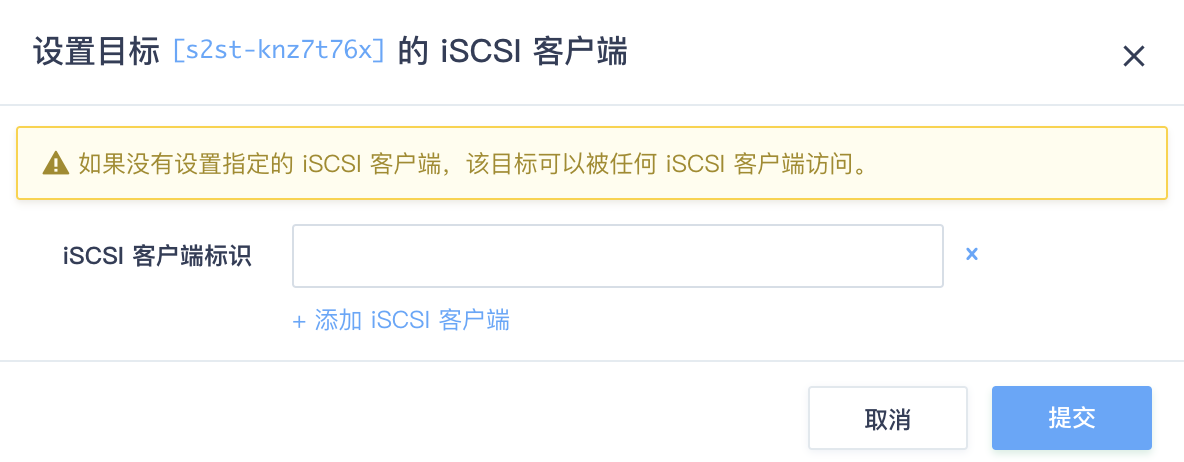 设置目标 [s2st-knz7t76x] 的 iSCSI 客户端
如果没有设置指定的 iSCSI 客户端，该目标可以被任何 iSCSI 客户端访问。
iSCSI 客户端标识
+ 添加 iSCSI 客户端
取消 提交